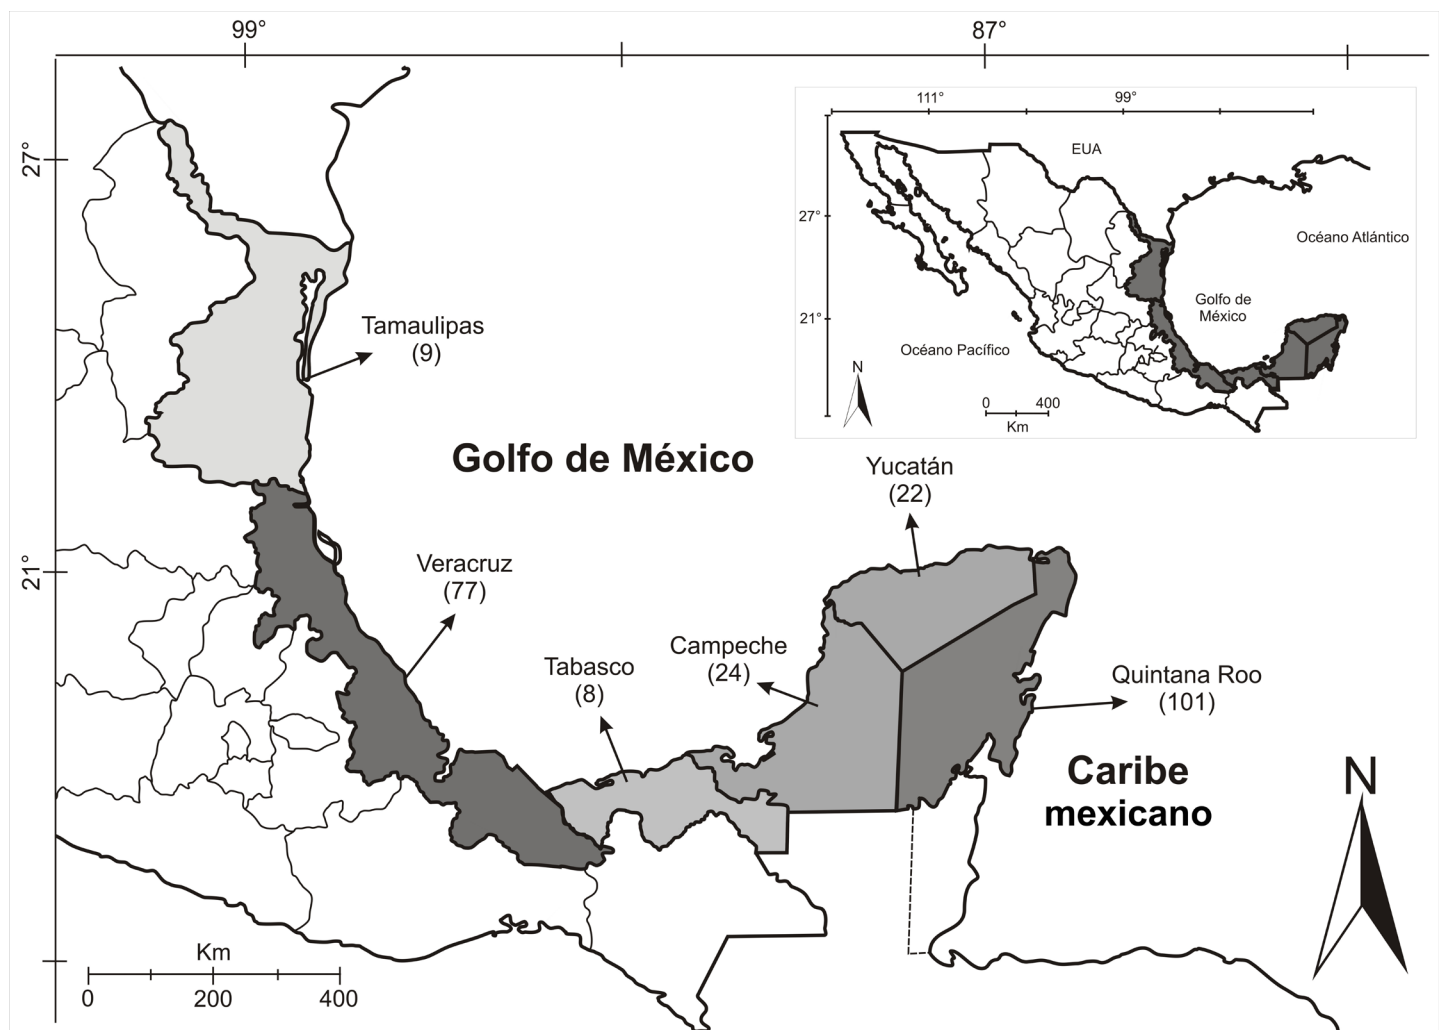 99°
87°
27°
21°
Tamaulipas
(9)
Golfo de México
Veracruz
(77)
Tabasco
(8)
Campeche
(24)
Yucatán
(22)
Quintana Roo
(101)
Caribe
mexicano
N
Km
0 200 400
111° 99°
EUA
27°
Océano Atlántico
Golfo de
México
21°
Océano Pacífico
N
0 400
Km